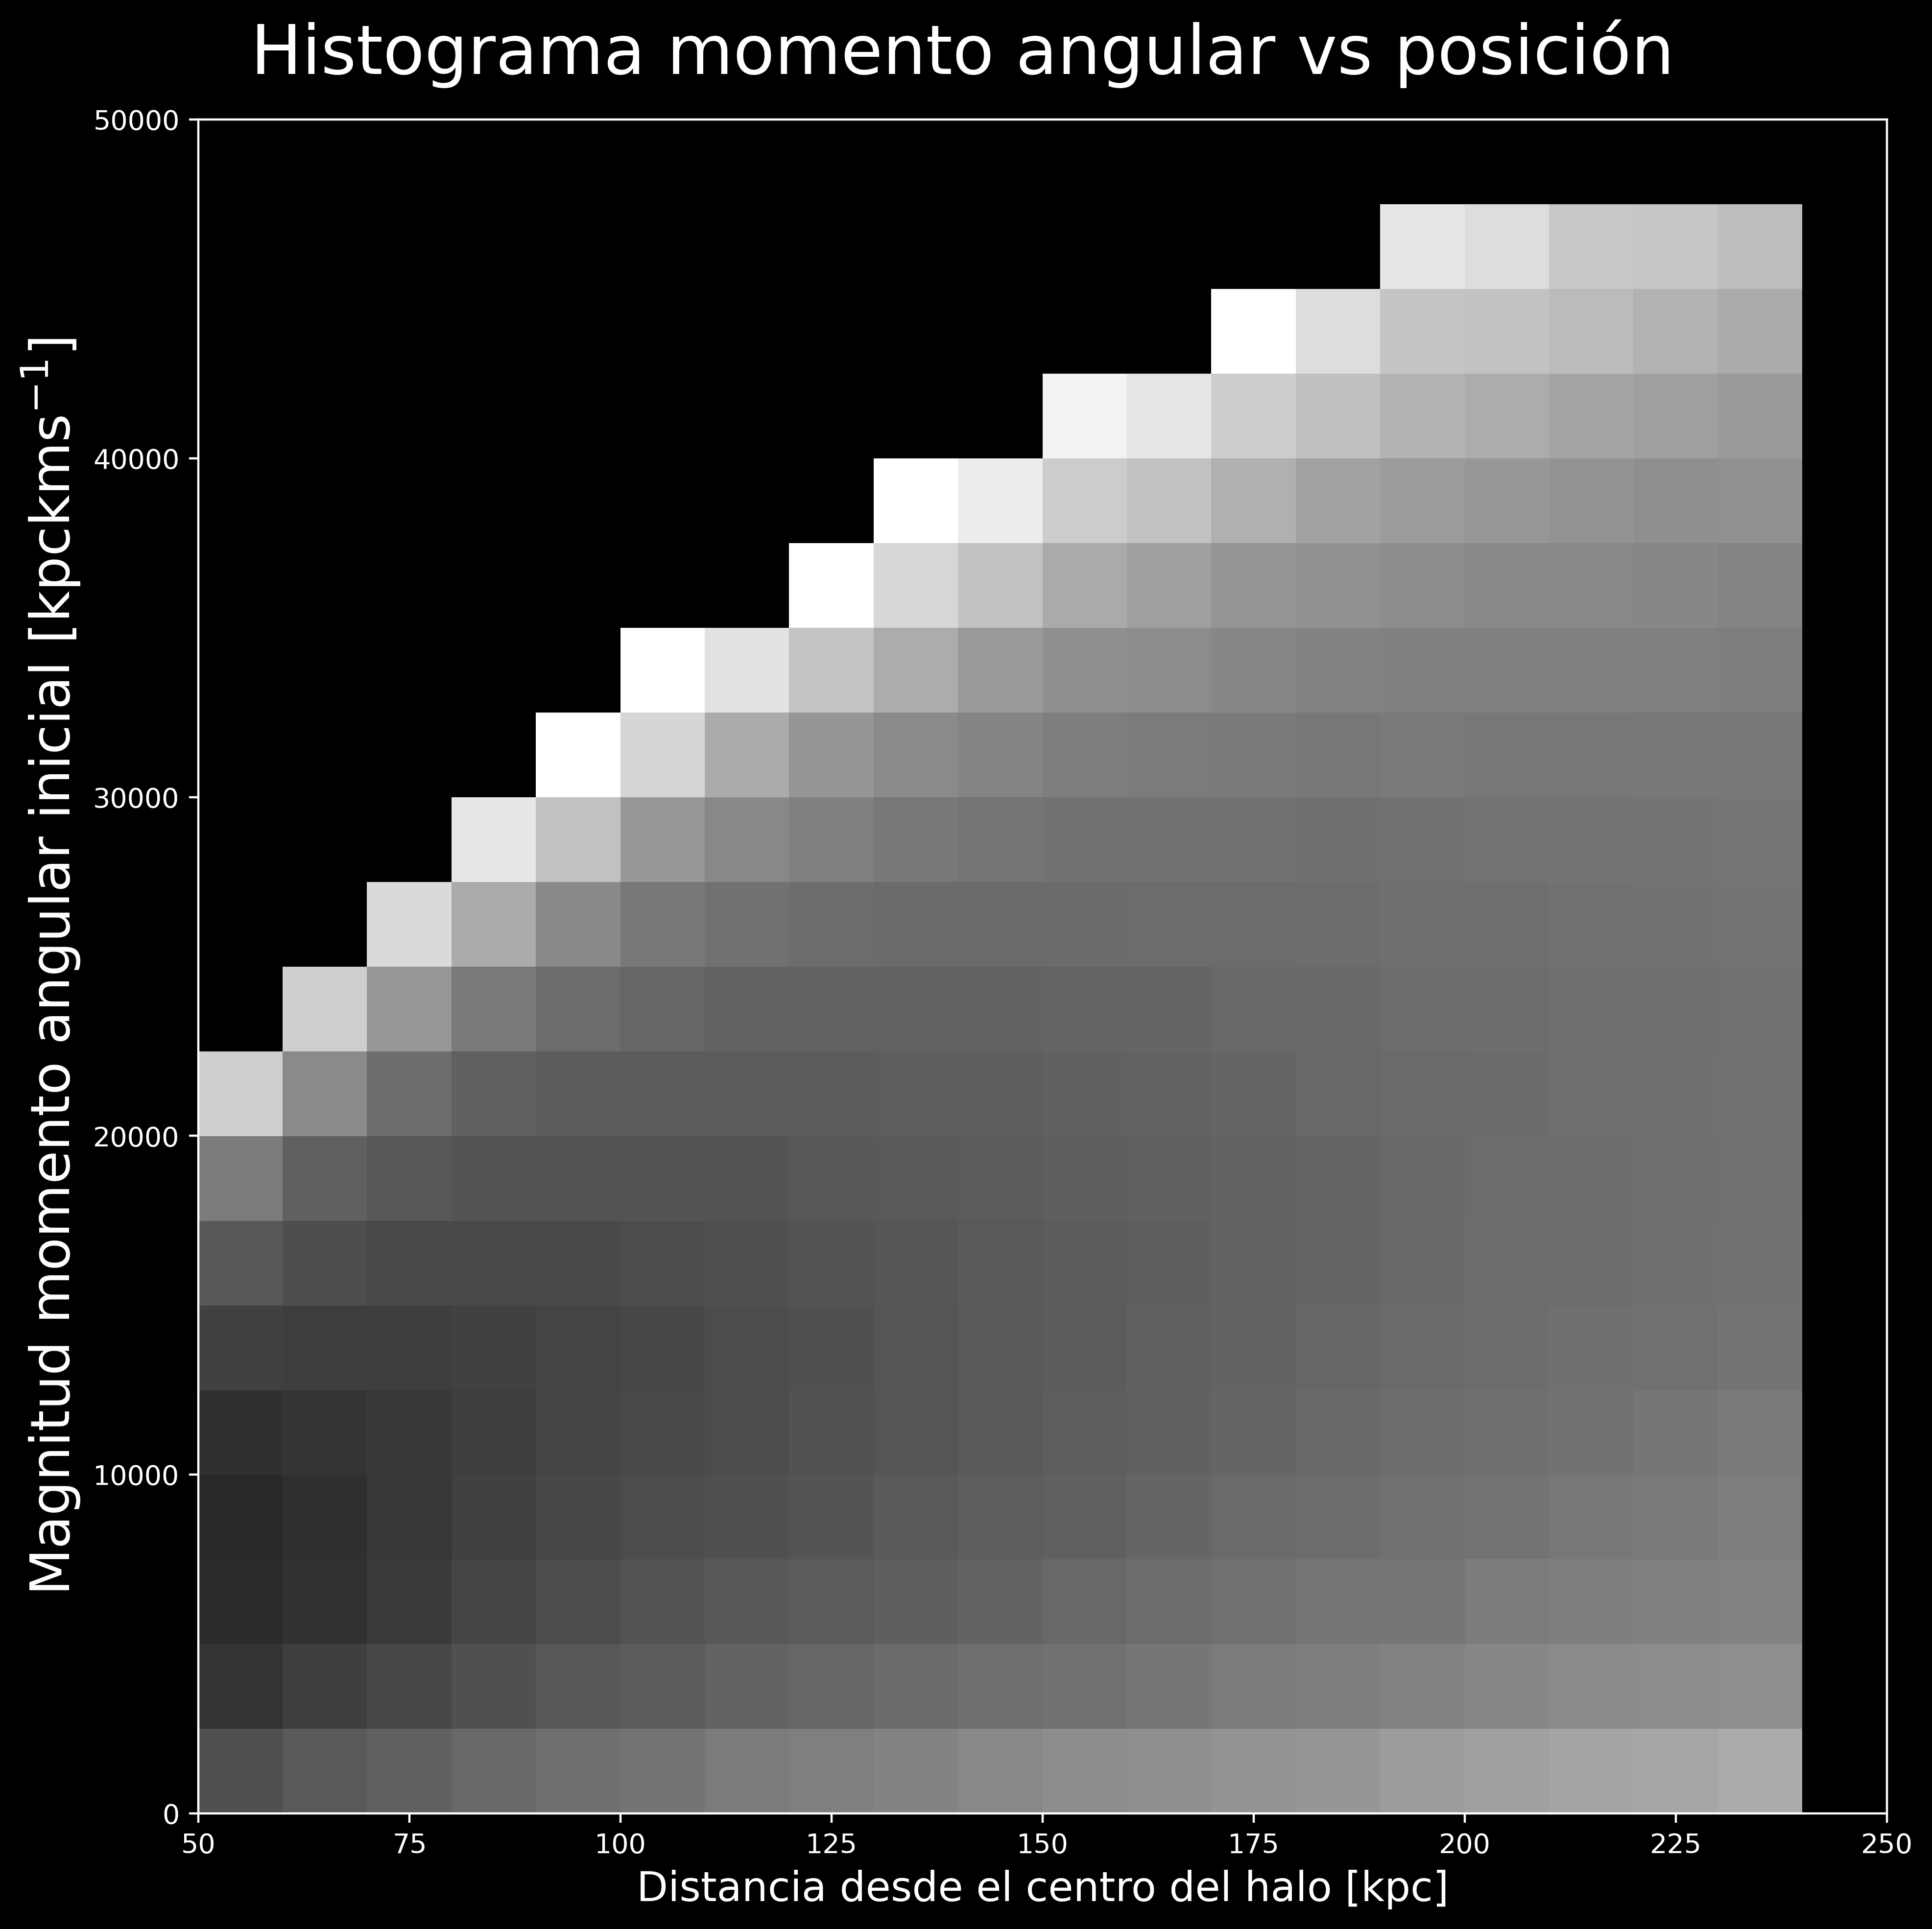 Histograma momento angular vs posición
Magnitud momento angular inicial [kpckms⁻¹]
50000
40000
30000
20000
10000
0
50 75 100 125 150 175 200 225 250
Distancia desde el centro del halo [kpc]